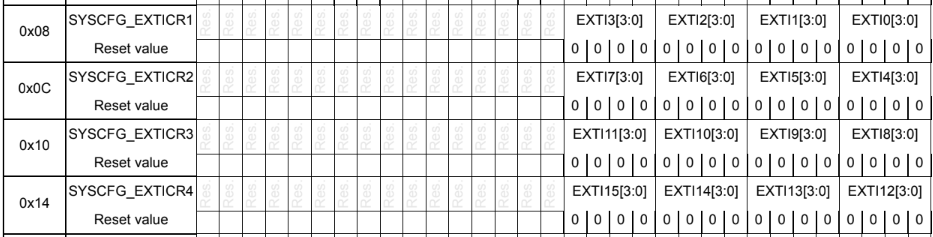 0x08 SYSCFG_EXTICR1 Res. Res. Res. Res. Res. Res. Res. Res. Res. Res. Res. Res. Res. Res. Res. Res. EXTI3[3:0] EXTI2[3:0] EXTI1[3:0] EXTI0[3:0]
Reset value 0 0 0 0 0 0 0 0 0 0 0 0 0 0 0 0
0x0C SYSCFG_EXTICR2 Res. Res. Res. Res. Res. Res. Res. Res. Res. Res. Res. Res. Res. Res. Res. Res. EXTI7[3:0] EXTI6[3:0] EXTI5[3:0] EXTI4[3:0]
Reset value 0 0 0 0 0 0 0 0 0 0 0 0 0 0 0 0
0x10 SYSCFG_EXTICR3 Res. Res. Res. Res. Res. Res. Res. Res. Res. Res. Res. Res. Res. Res. Res. Res. EXTI11[3:0] EXTI10[3:0] EXTI9[3:0] EXTI8[3:0]
Reset value 0 0 0 0 0 0 0 0 0 0 0 0 0 0 0 0
0x14 SYSCFG_EXTICR4 Res. Res. Res. Res. Res. Res. Res. Res. Res. Res. Res. Res. Res. Res. Res. Res. EXTI15[3:0] EXTI14[3:0] EXTI13[3:0] EXTI12[3:0]
Reset value 0 0 0 0 0 0 0 0 0 0 0 0 0 0 0 0